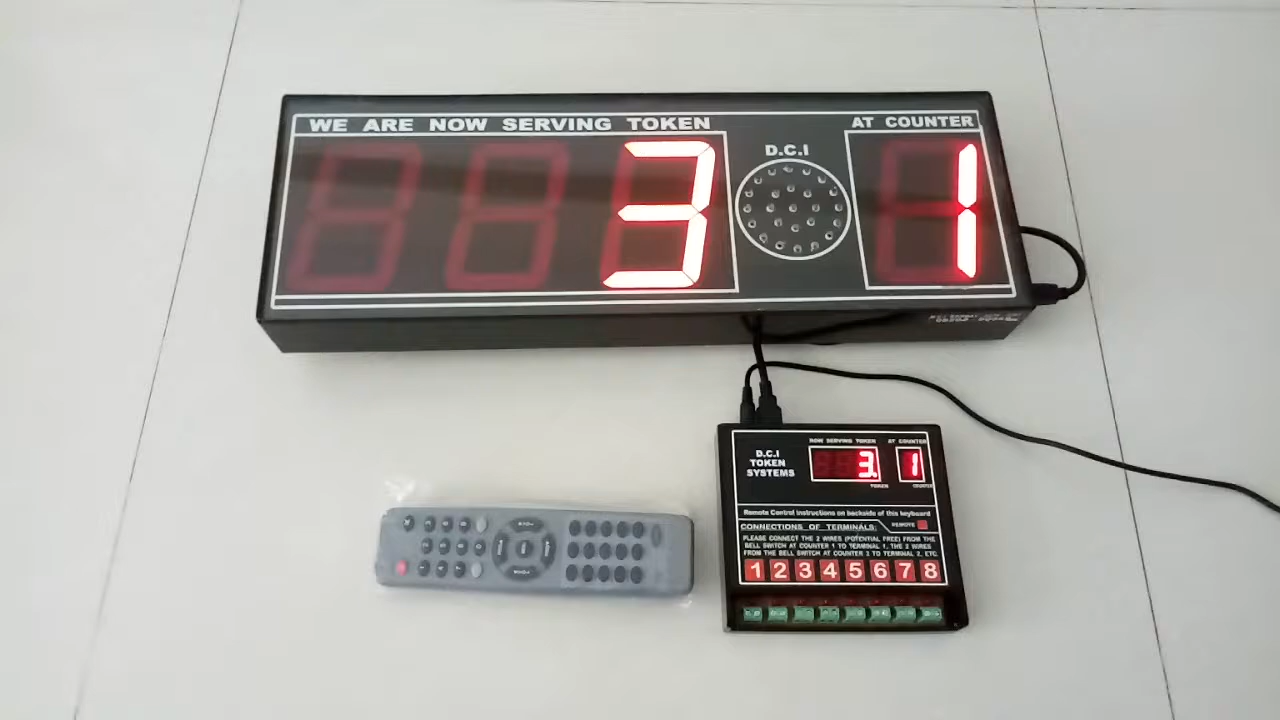 WE ARE NOW SERVING TOKEN
AT COUNTER
D.C.I
3
1
D.C.I
TOKEN
SYSTEMS
NOW SERVING TOKEN
AT COUNTER
3.
1
TOKEN
COUNTER
Remote Control instructions on backside of this keyboard
CONNECTIONS OF TERMINALS:
REMOTE
PLEASE CONNECT THE 2 WIRES (POTENTIAL FREE) FROM THE
BELL SWITCH AT COUNTER 1 TO TERMINAL 1, THE 2 WIRES
FROM THE BELL SWITCH AT COUNTER 2 TO TERMINAL 2, ETC.
1 2 3 4 5 6 7 8